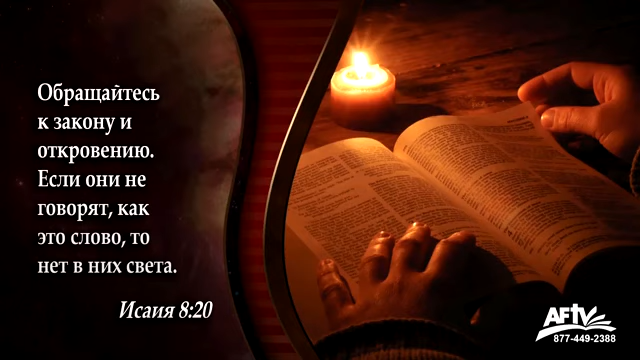 Обращайтесь
к закону и
откровению.
Если они не
говорят, как
это слово, то
нет в них света.
Исаия 8:20
AFtv
877-449-2388